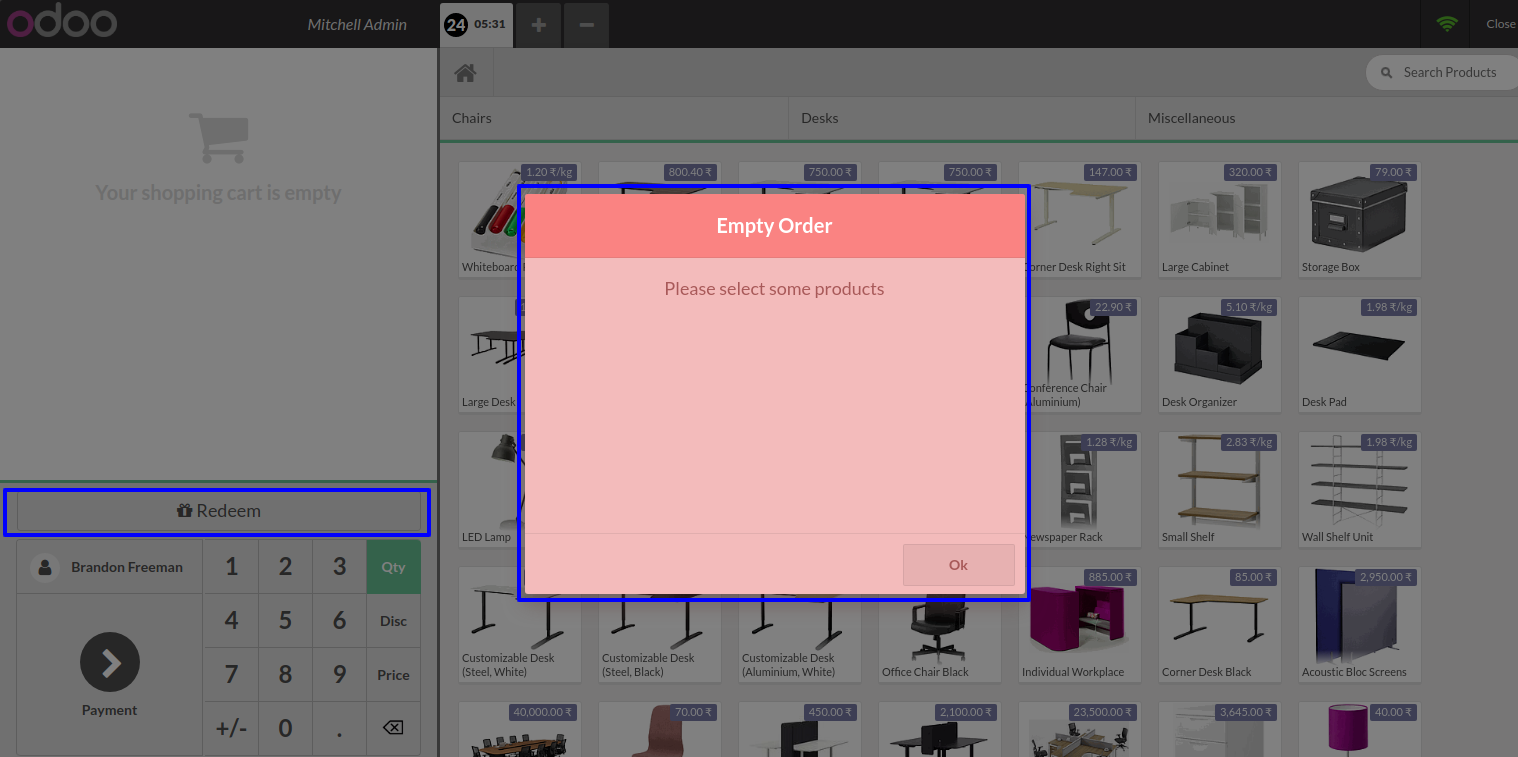 odoo
Mitchell Admin
24 05:31
Close
Search Products
Chairs
Desks
Miscellaneous
Your shopping cart is empty
1.20 ₹/kg
800.40 ₹
750.00 ₹
750.00 ₹
147.00 ₹
320.00 ₹
79.00 ₹
Whiteboard
Corner Desk Right Sit
Large Cabinet
Storage Box
Empty Order
Please select some products
Ok
22.90 ₹
5.10 ₹/kg
1.98 ₹/kg
Large Desk
Conference Chair
(Aluminium)
Desk Organizer
Desk Pad
1.28 ₹/kg
2.83 ₹/kg
1.98 ₹/kg
LED Lamp
Newspaper Rack
Small Shelf
Wall Shelf Unit
885.00 ₹
85.00 ₹
2,950.00 ₹
Customizable Desk
(Steel, White)
Customizable Desk
(Steel, Black)
Customizable Desk
(Aluminium, White)
Office Chair Black
Individual Workplace
Corner Desk Black
Acoustic Bloc Screens
40,000.00 ₹
70.00 ₹
450.00 ₹
2,100.00 ₹
23,500.00 ₹
3,645.00 ₹
40.00 ₹
Redeem
Brandon Freeman
1 2 3 Qty
4 5 6 Disc
7 8 9 Price
+/- 0 .
Payment